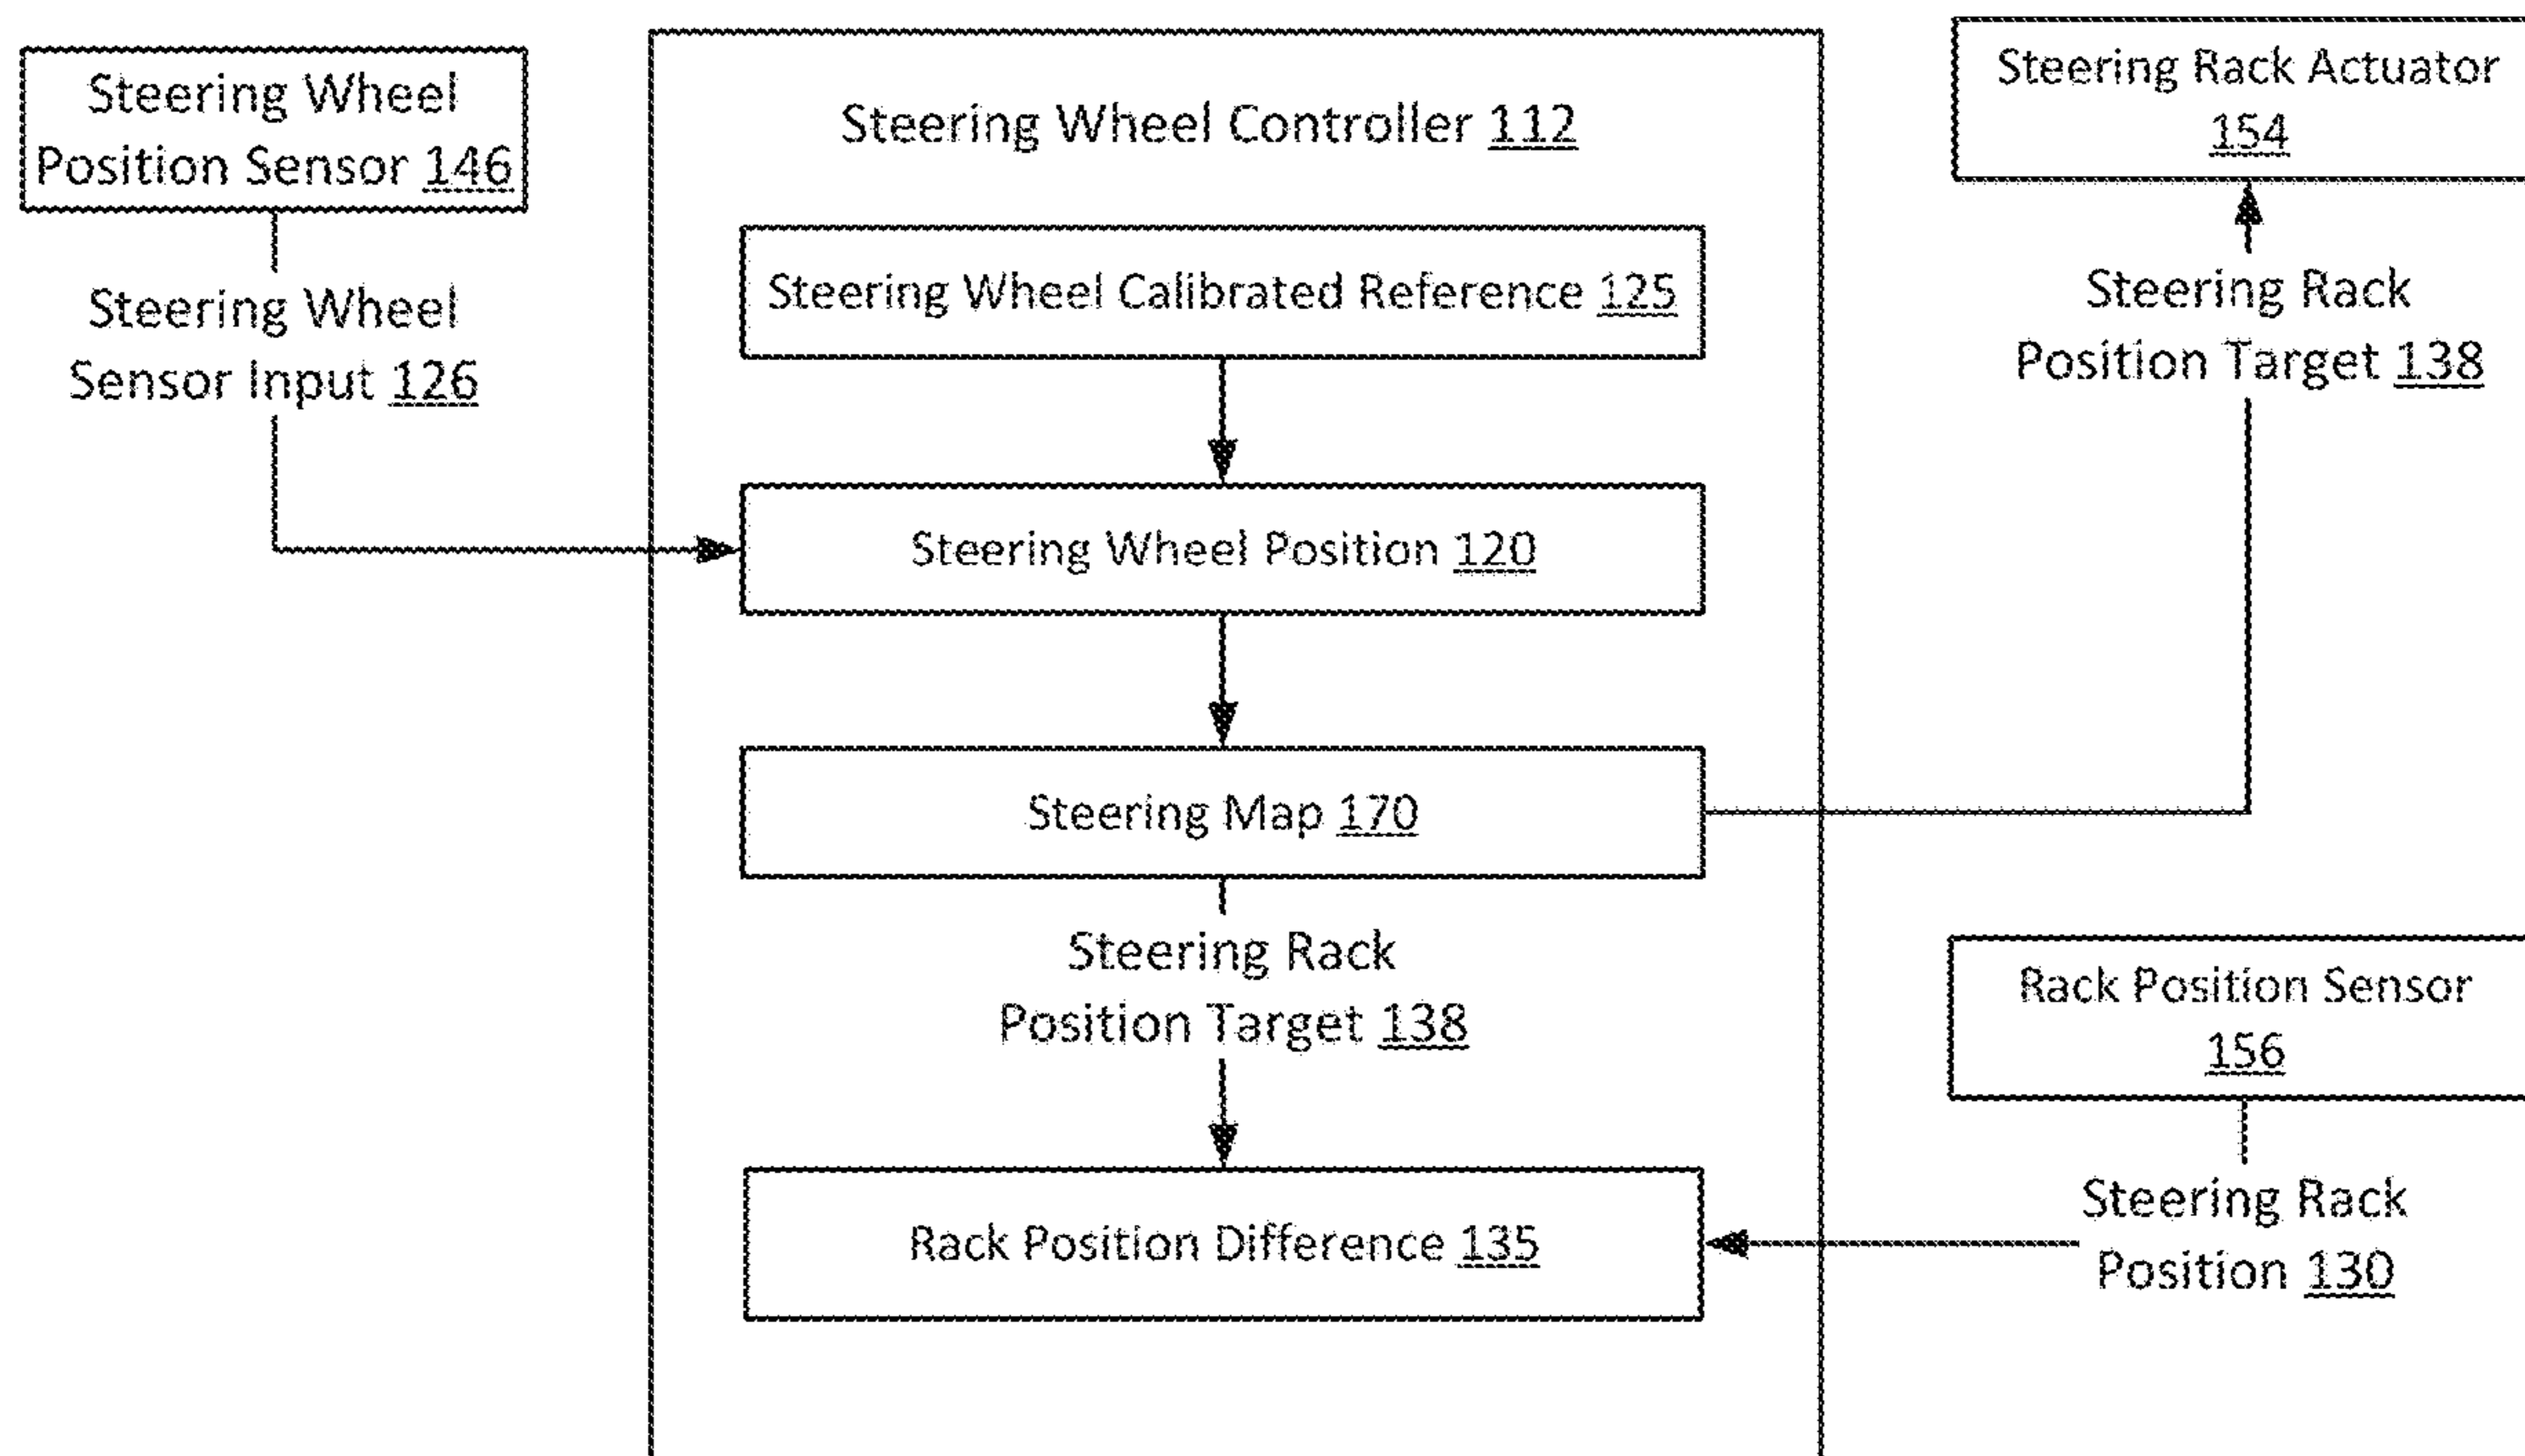 Steering Wheel
Position Sensor 146
Steering Wheel
Sensor Input 126
Steering Wheel Controller 112
Steering Wheel Calibrated Reference 125
Steering Wheel Position 120
Steering Map 170
Steering Rack
Position Target 138
Rack Position Difference 135
Steering Rack Actuator
154
Steering Rack
Position Target 138
Rack Position Sensor
156
Steering Rack
Position 130